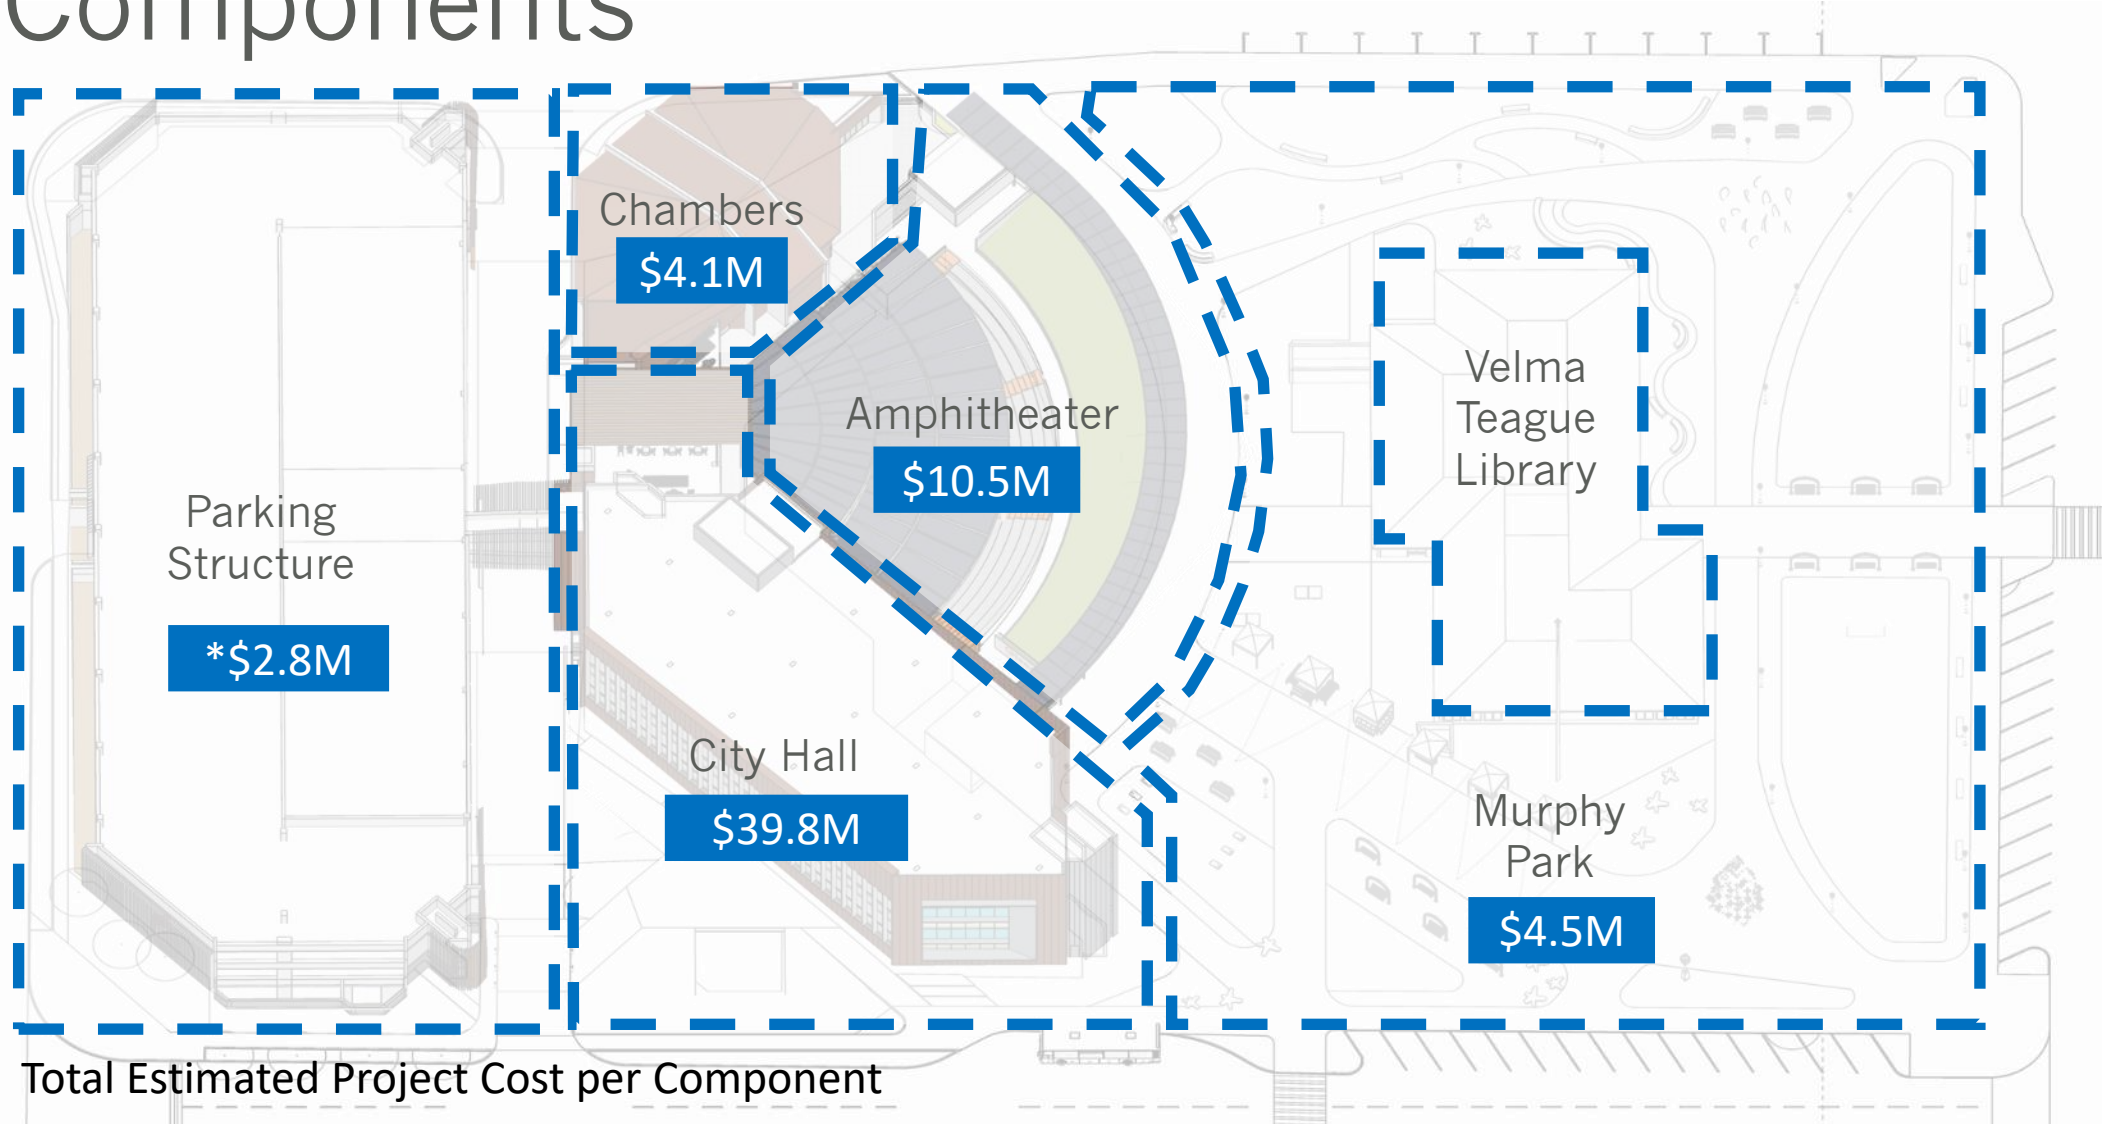 Components
Chambers
$4.1M
Amphitheater
$10.5M
Velma
Teague
Library
Parking
Structure
*$2.8M
City Hall
$39.8M
Murphy
Park
$4.5M
Total Estimated Project Cost per Component